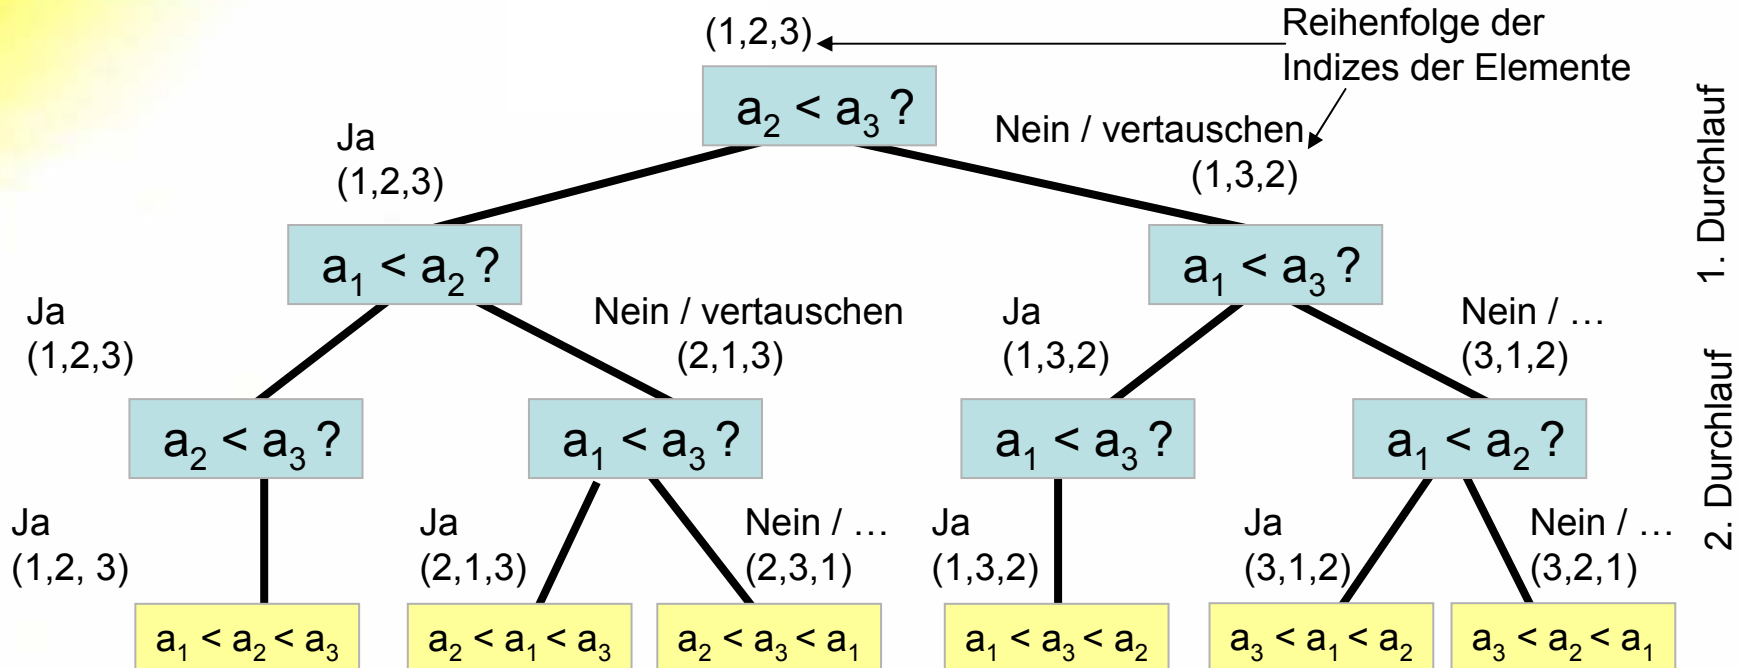 (1,2,3)
Reihenfolge der
Indizes der Elemente
a₂ < a₃ ?
Ja
(1,2,3)
Nein / vertauschen
(1,3,2)
1. Durchlauf
a₁ < a₂ ?
a₁ < a₃ ?
Ja
(1,2,3)
Nein / vertauschen
(2,1,3)
Ja
(1,3,2)
Nein / …
(3,1,2)
2. Durchlauf
a₂ < a₃ ?
a₁ < a₃ ?
a₁ < a₃ ?
a₁ < a₂ ?
Ja
(1,2, 3)
Ja
(2,1,3)
Nein / …
(2,3,1)
Ja
(1,3,2)
Ja
(3,1,2)
Nein / …
(3,2,1)
a₁ < a₂ < a₃
a₂ < a₁ < a₃
a₂ < a₃ < a₁
a₁ < a₃ < a₂
a₃ < a₁ < a₂
a₃ < a₂ < a₁